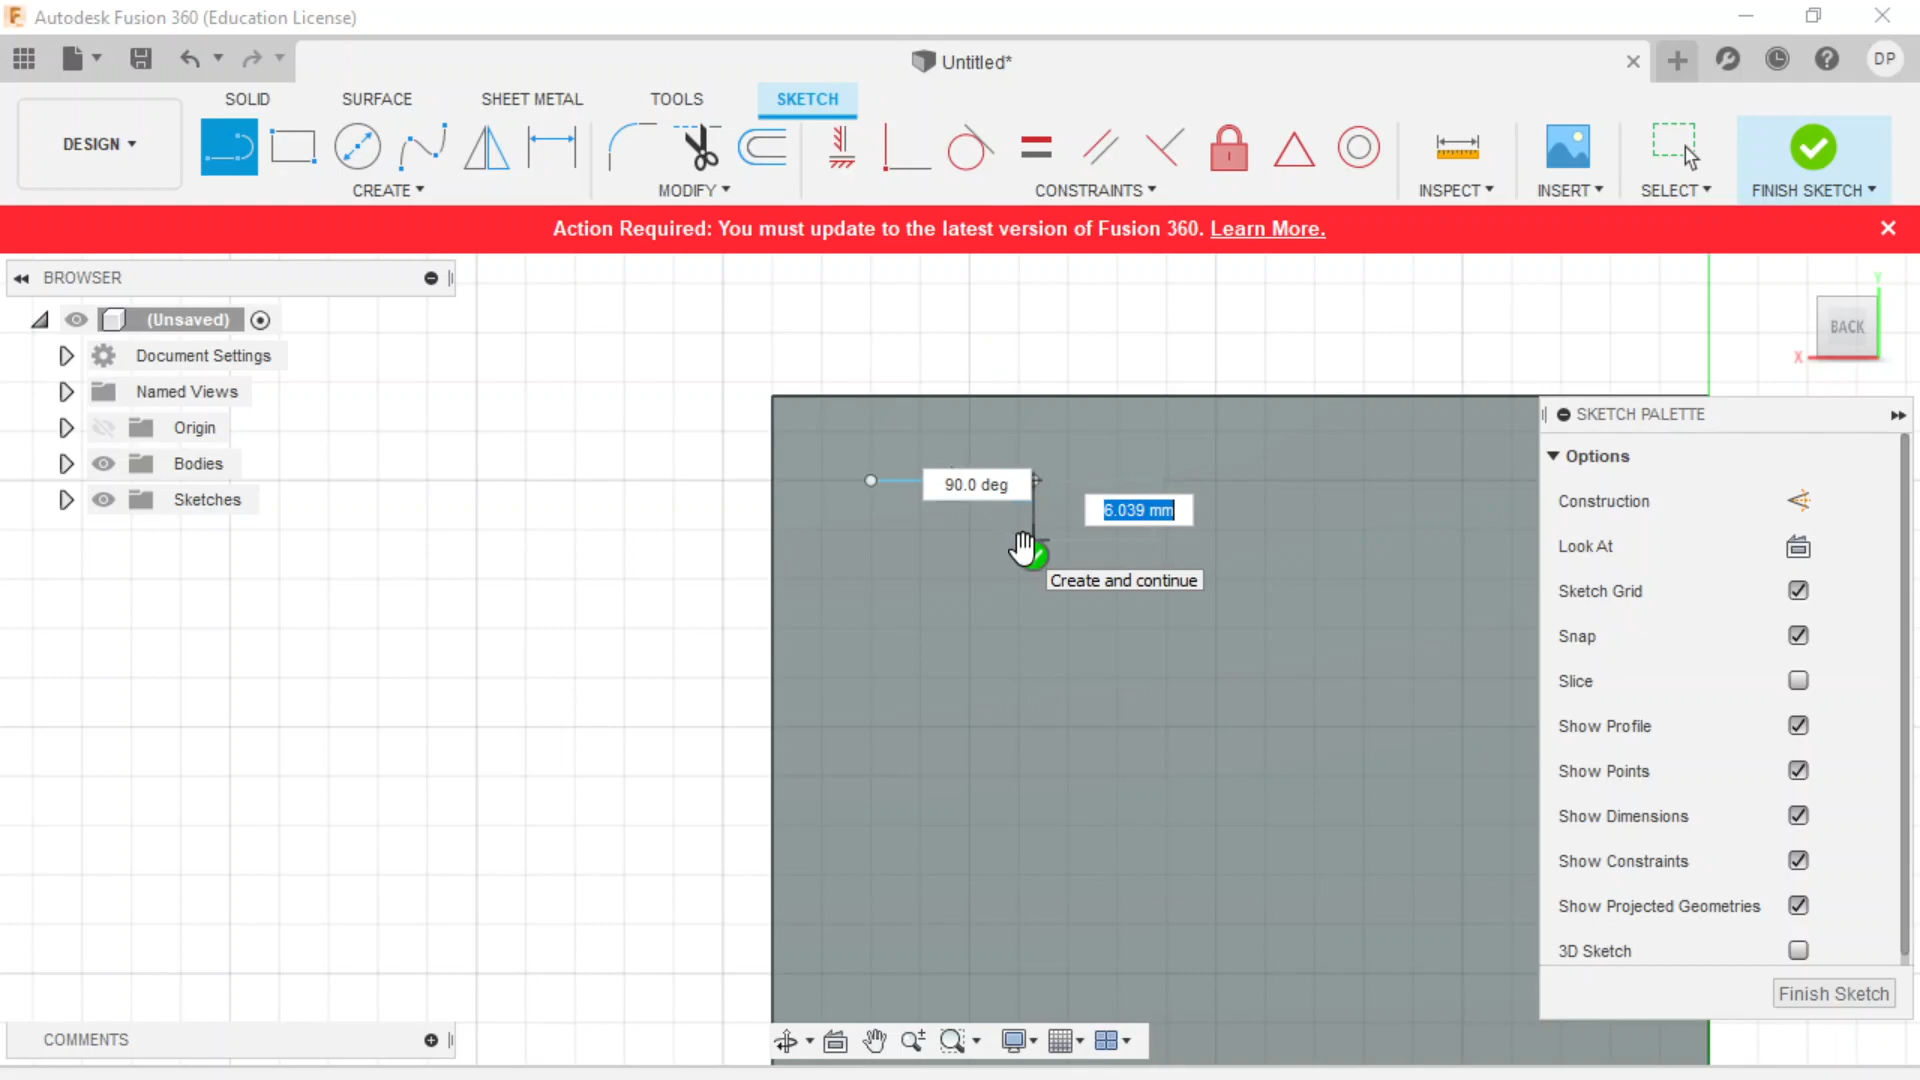 Autodesk Fusion 360 (Education License)
Untitled*
DP
SOLID
SURFACE
SHEET METAL
TOOLS
SKETCH
DESIGN
CREATE
MODIFY
CONSTRAINTS
INSPECT
INSERT
SELECT
FINISH SKETCH
Action Required: You must update to the latest version of Fusion 360. Learn More.
BROWSER
(Unsaved)
Document Settings
Named Views
Origin
Bodies
Sketches
Y
BACK
X
90.0 deg
6.039 mm
Create and continue
SKETCH PALETTE
Options
Construction
Look At
Sketch Grid
Snap
Slice
Show Profile
Show Points
Show Dimensions
Show Constraints
Show Projected Geometries
3D Sketch
Finish Sketch
COMMENTS